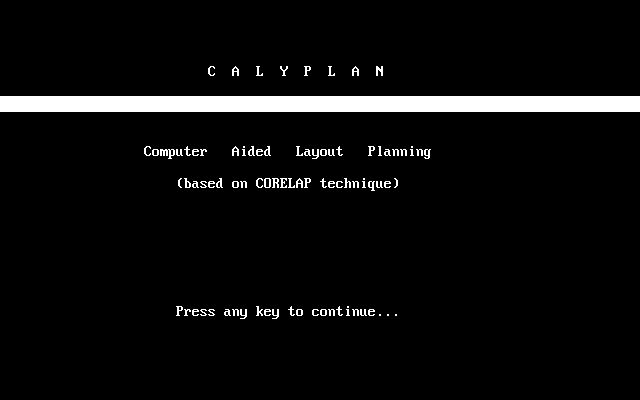 C A L Y P L A N
Computer Aided Layout Planning
(based on CORELAP technique)
Press any key to continue...